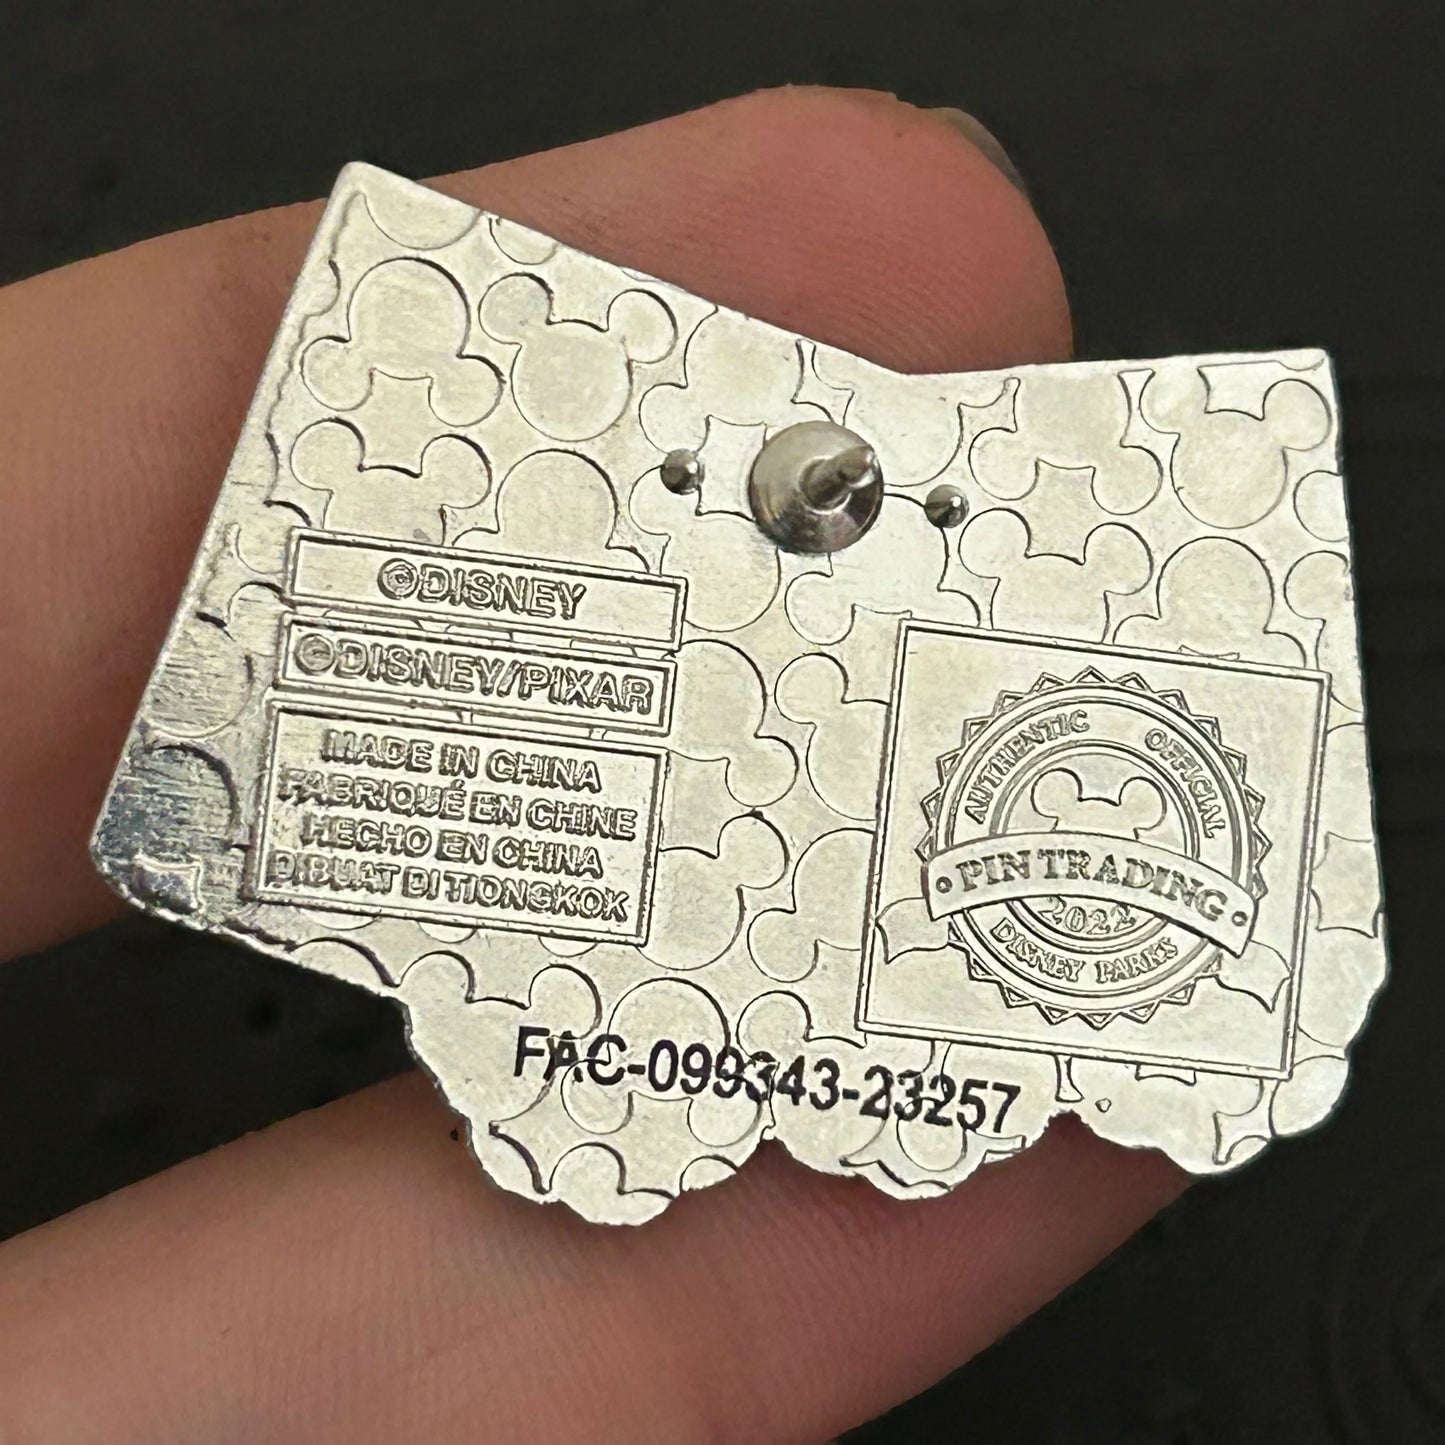 ©DISNEY
©DISNEY/PIXAR
MADE IN CHINA
FABRIQUÉ EN CHINE
HECHO EN CHINA
DIBUAT DI TIONGKOK
AUTHENTIC OFFICIAL
PIN TRADING
2022
DISNEY PARKS
FAC-099343-23257